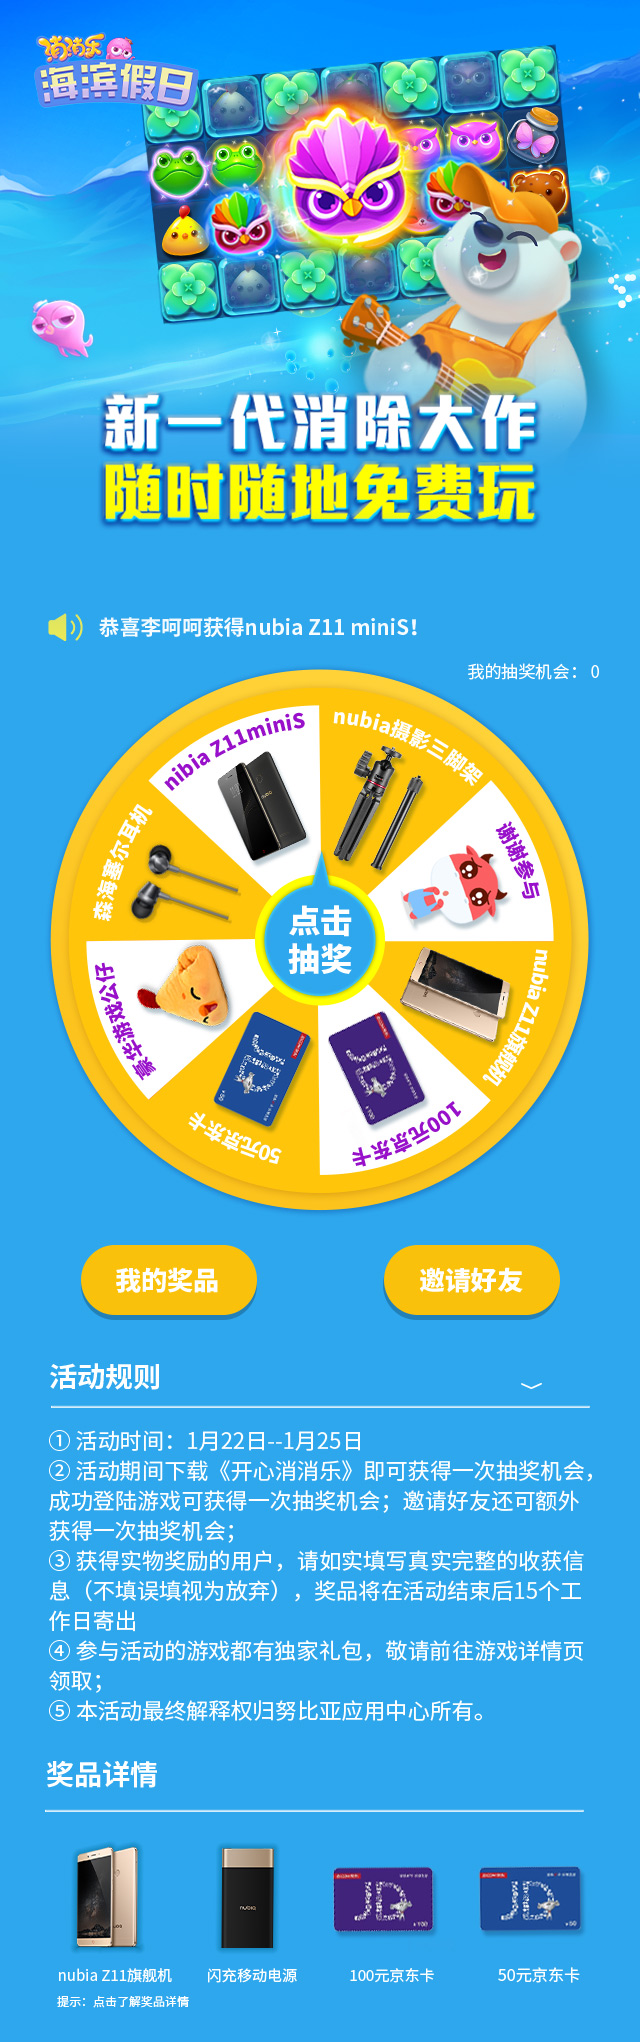 消消乐
海滨假日
新一代消除大作
随时随地免费玩
恭喜李呵呵获得nubia Z11 miniS!
我的抽奖机会： 0
nibia Z11miniS
nubia摄影三脚架
谢谢参与
nubia Z11旗舰机
100元京东卡
50元京东卡
豪华游戏公仔
森海塞尔耳机
点击
抽奖
我的奖品
邀请好友
活动规则
① 活动时间：1月22日--1月25日
② 活动期间下载《开心消消乐》即可获得一次抽奖机会，
成功登陆游戏可获得一次抽奖机会；邀请好友还可额外
获得一次抽奖机会；
③ 获得实物奖励的用户，请如实填写真实完整的收获信
息（不填误填视为放弃），奖品将在活动结束后15个工
作日寄出
④ 参与活动的游戏都有独家礼包，敬请前往游戏详情页
领取；
⑤ 本活动最终解释权归努比亚应用中心所有。
奖品详情
nubia
JD
¥100
JD
¥50
nubia Z11旗舰机
闪充移动电源
100元京东卡
50元京东卡
提示：点击了解奖品详情